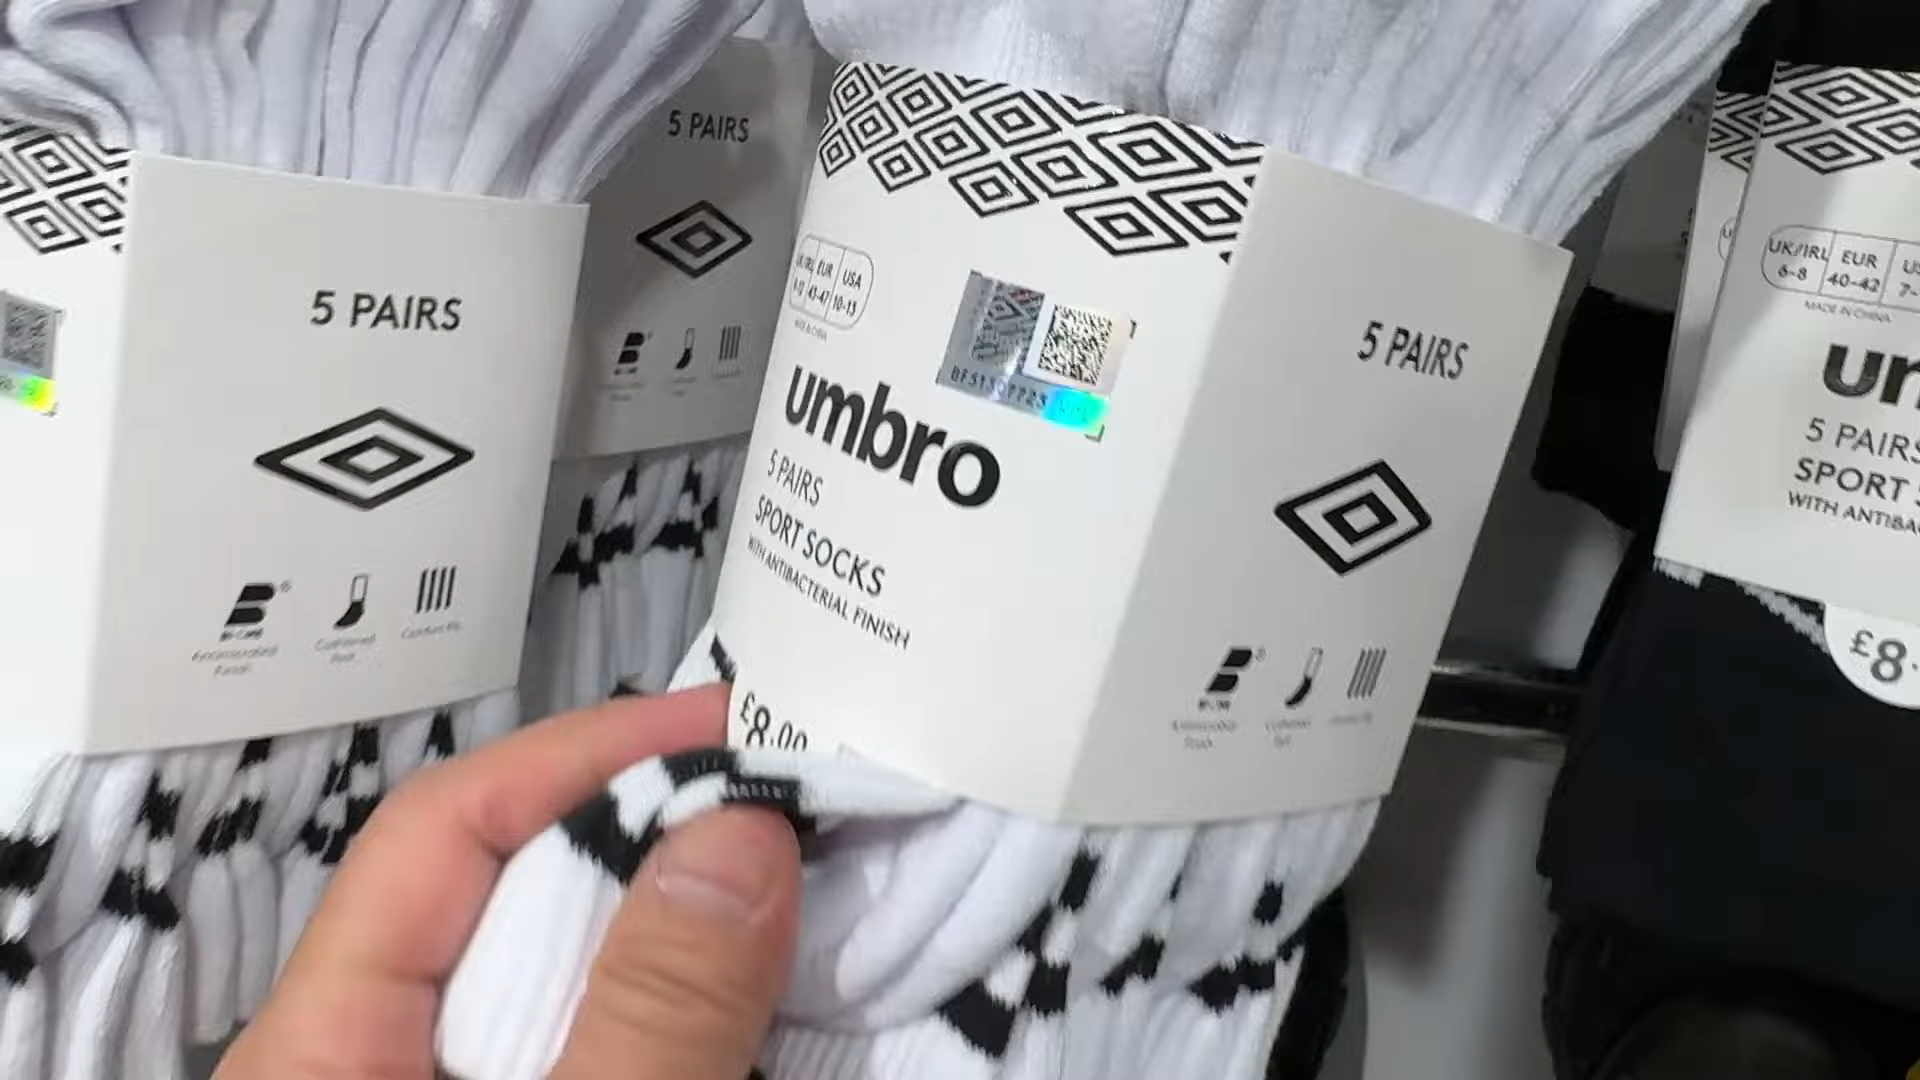 5 PAIRS
5 PAIRS
UK/IRL EUR USA
43-47 10-13
umbro
5 PAIRS
SPORT SOCKS
WITH ANTIBACTERIAL FINISH
£8.00
5 PAIRS
UK/IRL EUR
6-8 40-42
MADE IN CHINA
5 PAIRS
SPORT
WITH
£8.